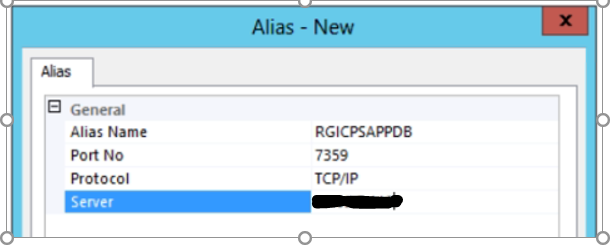 Alias - New
x
Alias
General
Alias Name RGICPSAPPDB
Port No 7359
Protocol TCP/IP
Server